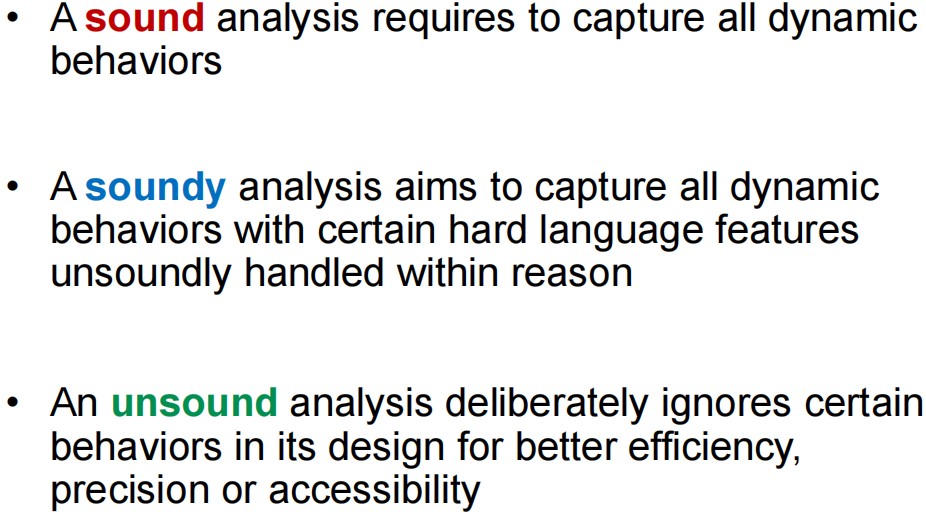 • A sound analysis requires to capture all dynamic
behaviors
• A soundy analysis aims to capture all dynamic
behaviors with certain hard language features
unsoundly handled within reason
• An unsound analysis deliberately ignores certain
behaviors in its design for better efficiency,
precision or accessibility